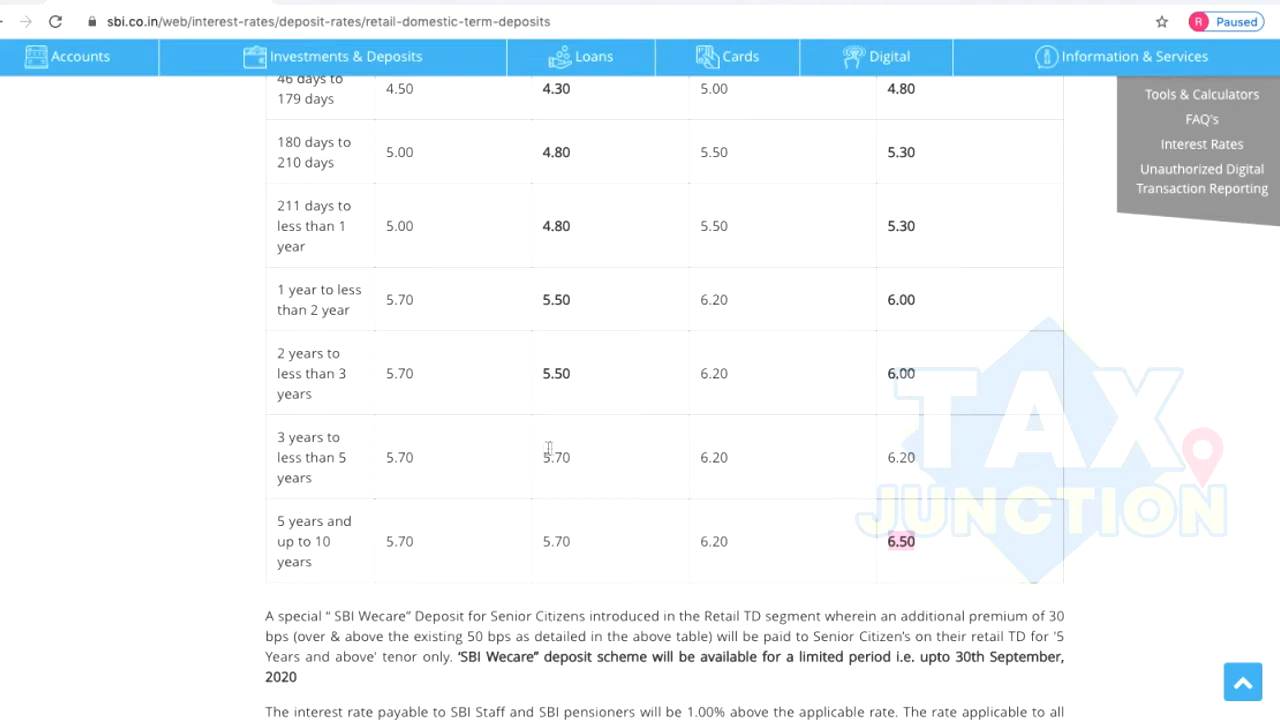 sbi.co.in/web/interest-rates/deposit-rates/retail-domestic-term-deposits
R Paused
Accounts Investments & Deposits Loans Cards Digital Information & Services
Tools & Calculators
FAQ's
Interest Rates
Unauthorized Digital
Transaction Reporting
46 days to
179 days
4.50 4.30 5.00 4.80
180 days to
210 days
5.00 4.80 5.50 5.30
211 days to
less than 1
year
5.00 4.80 5.50 5.30
1 year to less
than 2 year
5.70 5.50 6.20 6.00
2 years to
less than 3
years
5.70 5.50 6.20 6.00
3 years to
less than 5
years
5.70 5.70 6.20 6.20
5 years and
up to 10
years
5.70 5.70 6.20 6.50
TAX
JUNCTION
A special “ SBI Wecare” Deposit for Senior Citizens introduced in the Retail TD segment wherein an additional premium of 30
bps (over & above the existing 50 bps as detailed in the above table) will be paid to Senior Citizen's on their retail TD for '5
Years and above' tenor only. ‘SBI Wecare” deposit scheme will be available for a limited period i.e. upto 30th September,
2020
The interest rate payable to SBI Staff and SBI pensioners will be 1.00% above the applicable rate. The rate applicable to all